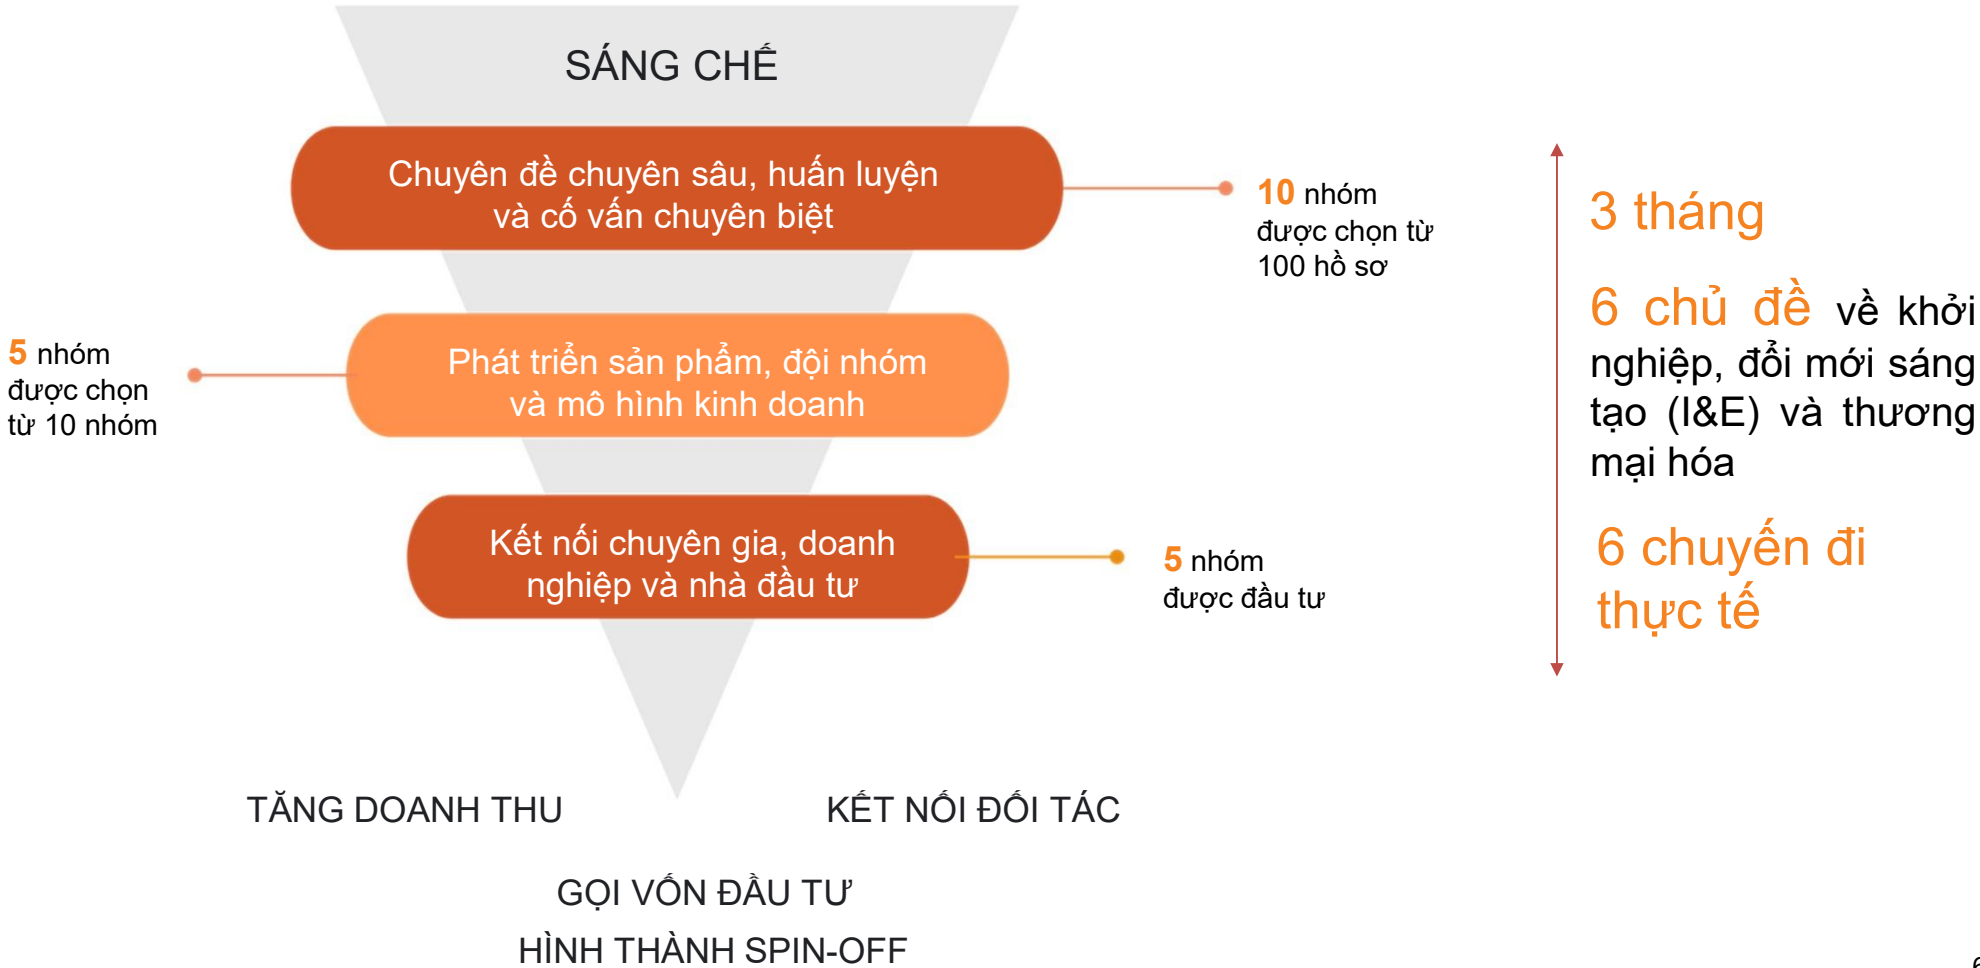 SÁNG CHẾ
Chuyên đề chuyên sâu, huấn luyện
và cố vấn chuyên biệt
10 nhóm
được chọn từ
100 hồ sơ
5 nhóm
được chọn
từ 10 nhóm
Phát triển sản phẩm, đội nhóm
và mô hình kinh doanh
Kết nối chuyên gia, doanh
nghiệp và nhà đầu tư
5 nhóm
được đầu tư
3 tháng
6 chủ đề về khởi
nghiệp, đổi mới sáng
tạo (I&E) và thương
mại hóa
6 chuyến đi
thực tế
TĂNG DOANH THU
KẾT NỐI ĐỐI TÁC
GỌI VỐN ĐẦU TƯ
HÌNH THÀNH SPIN-OFF